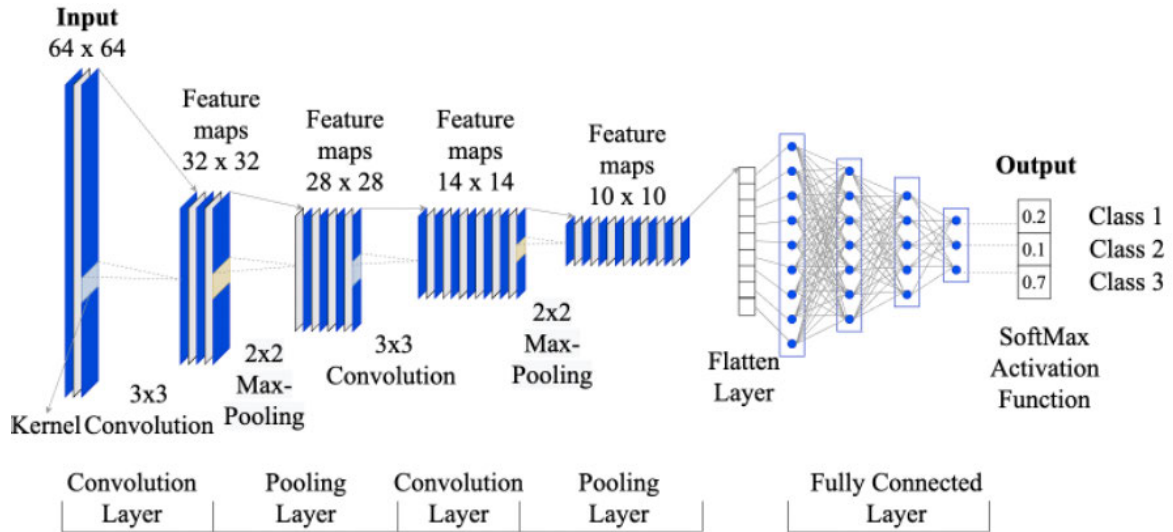 Input
64 x 64
Feature
maps
32 x 32
Feature
maps
28 x 28
Feature
maps
14 x 14
Feature
maps
10 x 10
Output
0.2
Class 1
0.1
Class 2
0.7
Class 3
Kernel
3x3
Convolution
2x2
Max-
Pooling
3x3
Convolution
2x2
Max-
Pooling
Flatten
Layer
SoftMax
Activation
Function
Convolution
Layer
Pooling
Layer
Convolution
Layer
Pooling
Layer
Fully Connected
Layer